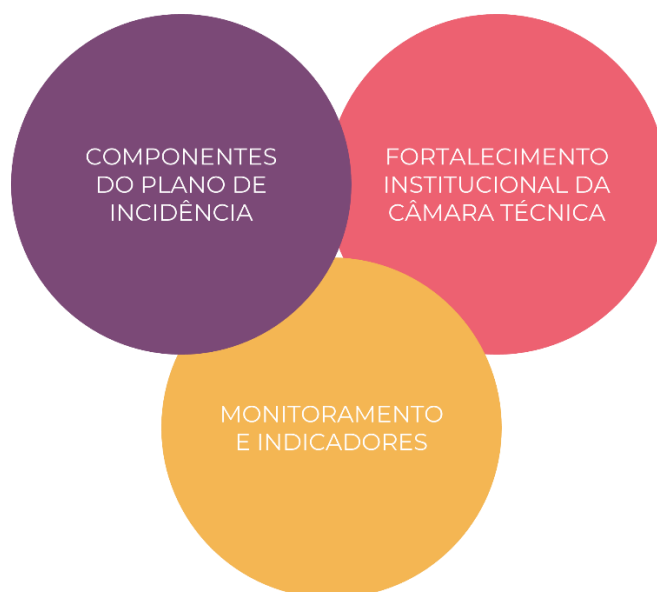 COMPONENTES
DO PLANO DE
INCIDÊNCIA
FORTALECIMENTO
INSTITUCIONAL DA
CÂMARA TÉCNICA
MONITORAMENTO
E INDICADORES